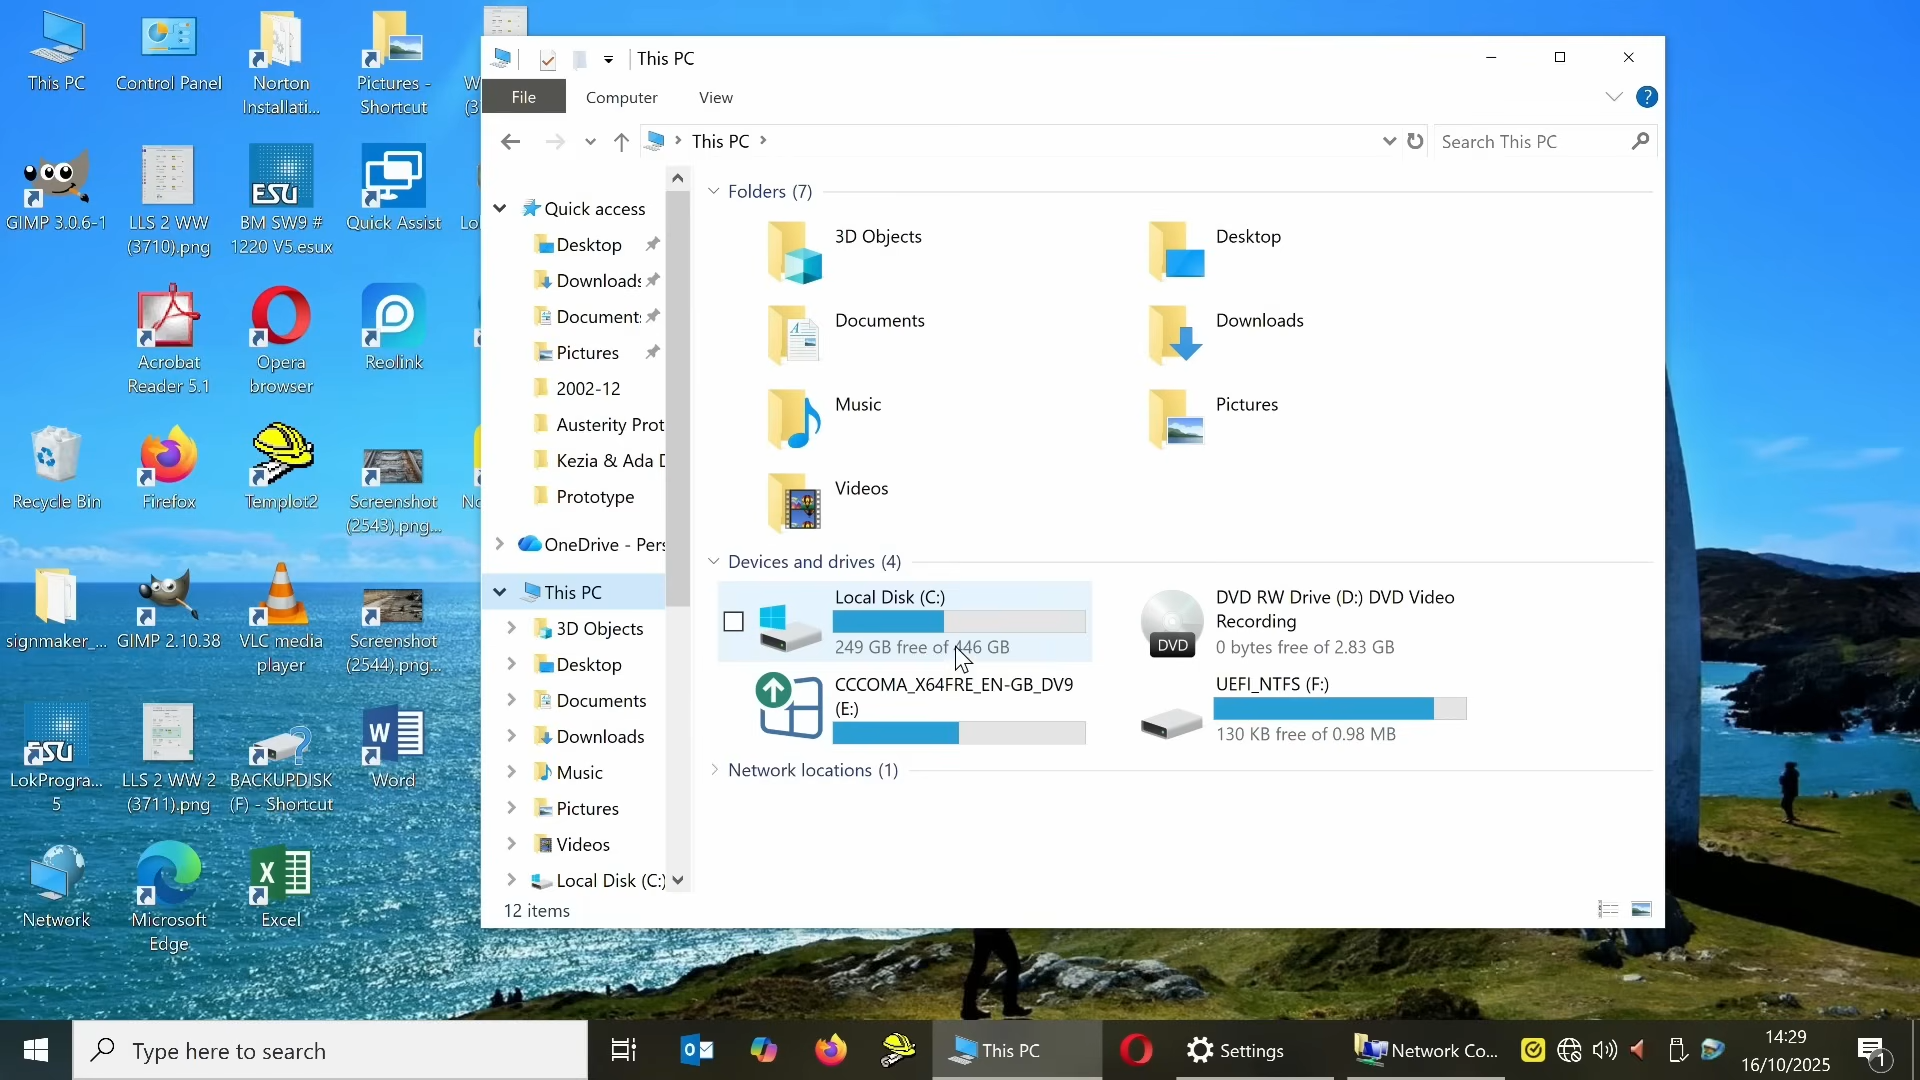 This PC
Control Panel
Norton
Installati...
Pictures -
Shortcut
GIMP 3.0.6-1
LLS 2 WW
(3710).png
ESU
BM SW9 #
1220 V5.esux
Quick Assist
Acrobat
Reader 5.1
Opera
browser
Reolink
Recycle Bin
Firefox
Templot2
Screenshot
(2543).png...
signmaker_...
GIMP 2.10.38
VLC media
player
Screenshot
(2544).png...
ESU
LokProgra...
5
LLS 2 WW 2
(3711).png
BACKUPDISK
(F) - Shortcut
Word
Network
Microsoft
Edge
Excel
This PC
File
Computer
View
This PC
Search This PC
Quick access
Desktop
Downloads
Document
Pictures
2002-12
Austerity Prot
Kezia & Ada D
Prototype
OneDrive - Pers
This PC
3D Objects
Desktop
Documents
Downloads
Music
Pictures
Videos
Local Disk (C:)
Folders (7)
3D Objects
Desktop
Documents
Downloads
Music
Pictures
Videos
Devices and drives (4)
Local Disk (C:)
249 GB free of 446 GB
DVD RW Drive (D:) DVD Video
Recording
0 bytes free of 2.83 GB
DVD
CCCOMA_X64FRE_EN-GB_DV9
(E:)
UEFI_NTFS (F:)
130 KB free of 0.98 MB
Network locations (1)
12 items
Type here to search
This PC
Settings
Network Co...
14:29
16/10/2025
1